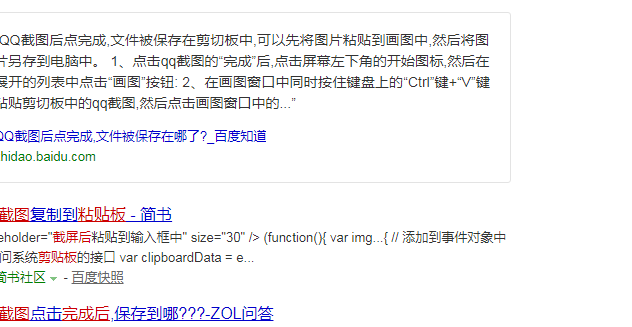 QQ截图后点完成,文件被保存在剪切板中,可以先将图片粘贴到画图中,然后将图
片另存到电脑中。 1、点击qq截图的“完成”后,点击屏幕左下角的开始图标,然后在
展开的列表中点击“画图”按钮: 2、在画图窗口中同时按住键盘上的“Ctrl”键+“V”键
粘贴剪切板中的qq截图,然后点击画图窗口中的...”
QQ截图后点完成,文件被保存在哪了?_百度知道
hidao.baidu.com
截图复制到粘贴板 - 简书
eholder="截屏后粘贴到输入框中" size="30" /> (function(){ var img...{ // 添加到事件对象中
问系统剪贴板的接口 var clipboardData = e...
简书社区 - 百度快照
截图点击完成后,保存到哪???-ZOL问答